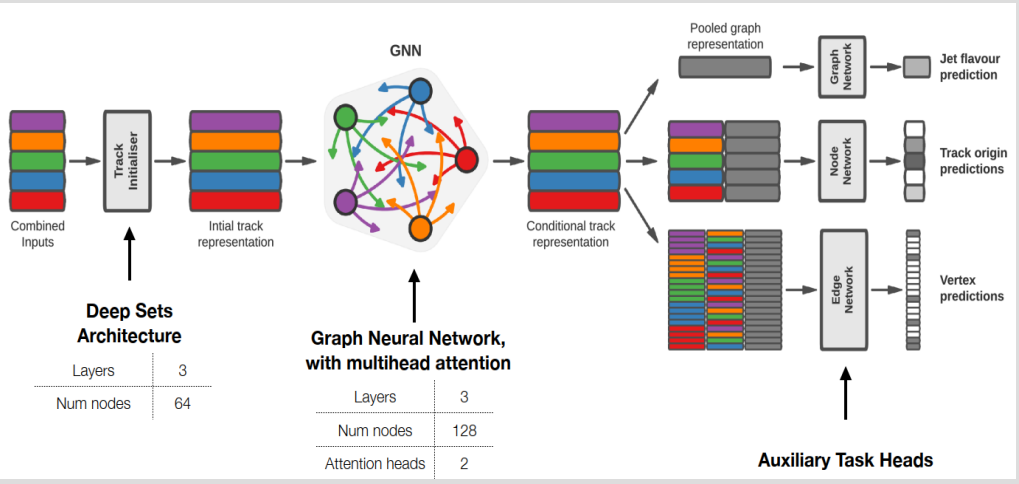 GNN
Pooled graph
representation
Graph
Network
Jet flavour
prediction
Track
Initialiser
Node
Network
Track origin
predictions
Combined
Inputs
Intial track
representation
Conditional track
representation
Edge
Network
Vertex
predictions
Deep Sets
Architecture
Layers 3
Num nodes 64
Graph Neural Network,
with multihead attention
Layers 3
Num nodes 128
Attention heads 2
Auxiliary Task Heads